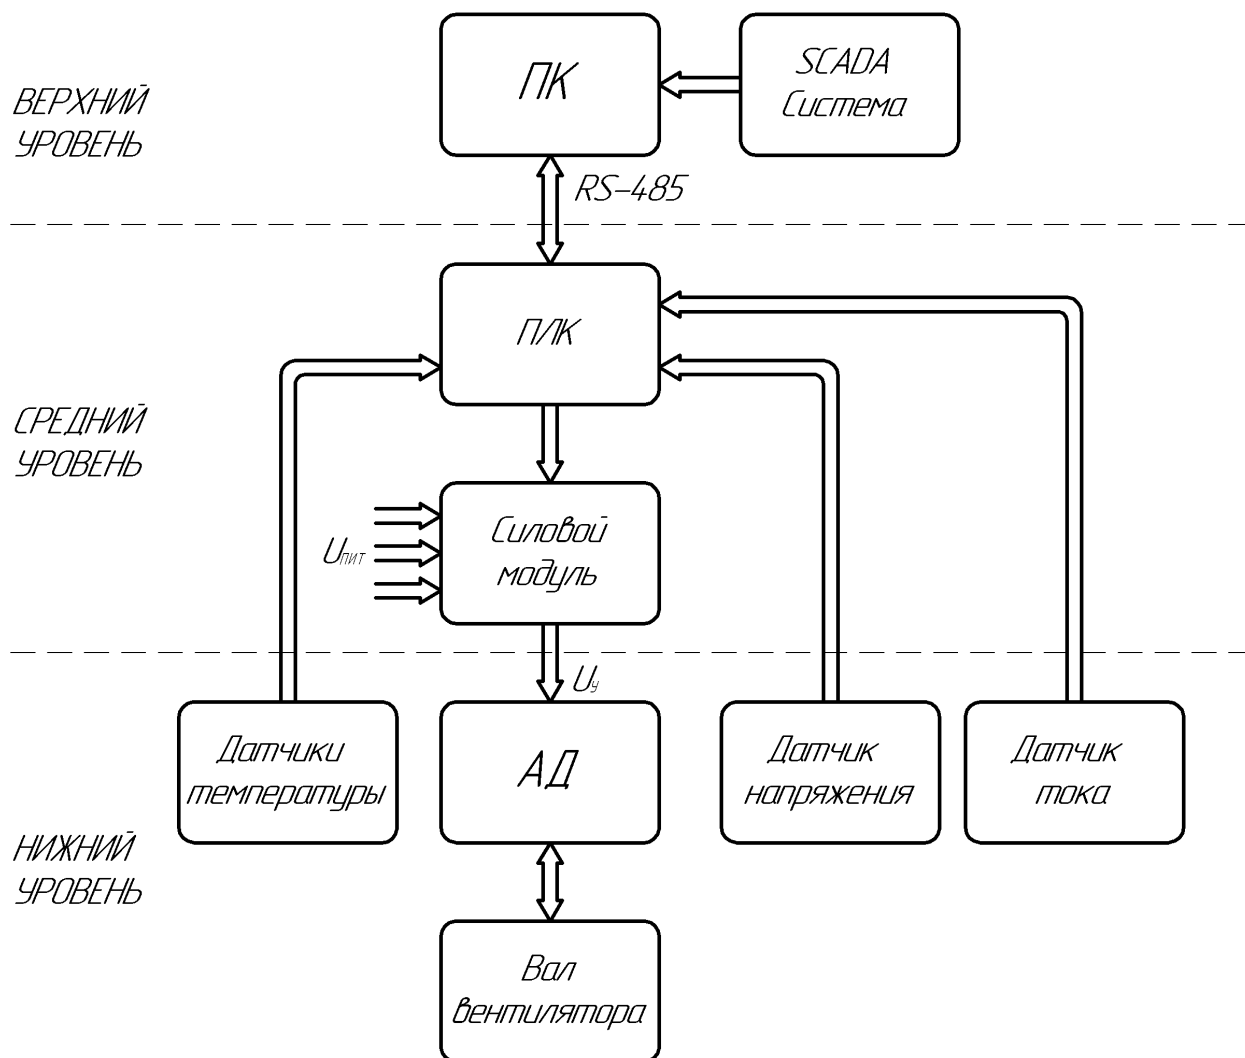 ПК
SCADA
Система
ВЕРХНИЙ
УРОВЕНЬ
RS-485
ПЛК
СРЕДНИЙ
УРОВЕНЬ
Uпит
Силовой
модуль
Uу
Датчики
температуры
АД
Датчик
напряжения
Датчик
тока
НИЖНИЙ
УРОВЕНЬ
Вал
вентилятора